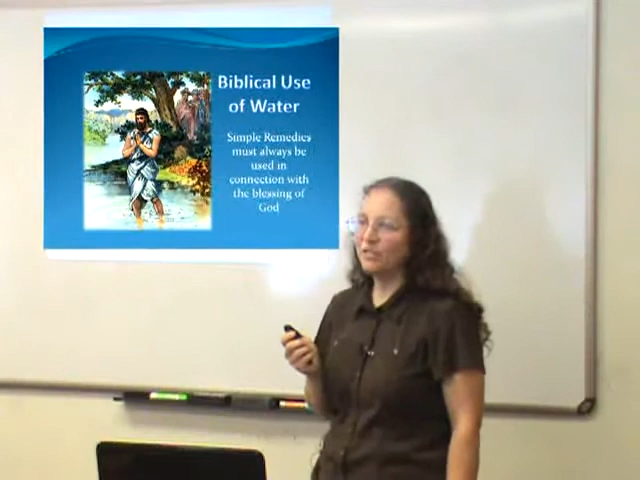 Biblical Use
of Water
Simple Remedies
must always be
used in
connection with
the blessing of
God